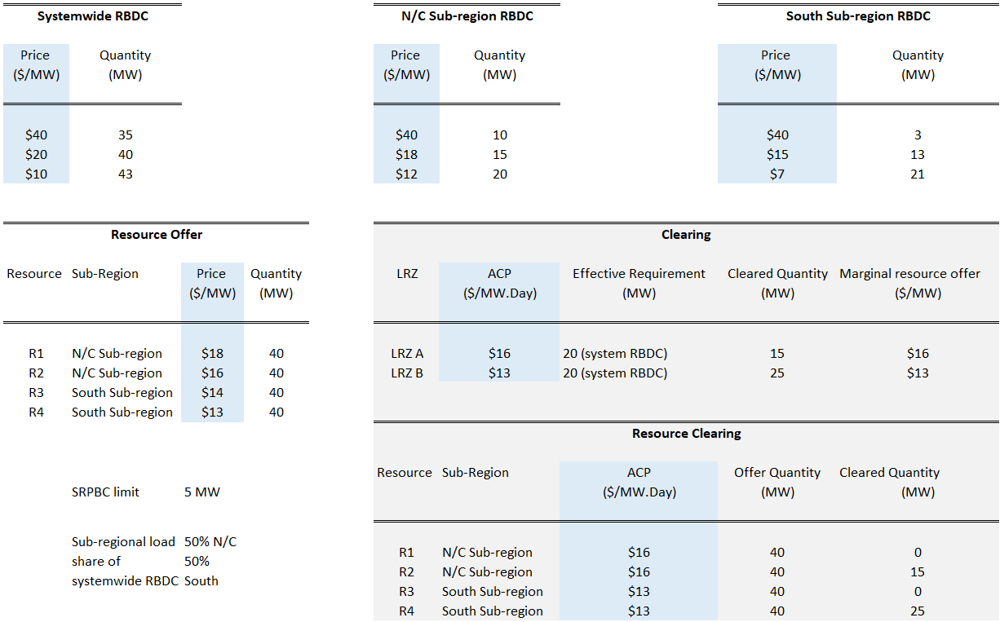 Systemwide RBDC
Price Quantity
($/MW) (MW)
$40 35
$20 40
$10 43
N/C Sub-region RBDC
Price Quantity
($/MW) (MW)
$40 10
$18 15
$12 20
South Sub-region RBDC
Price Quantity
($/MW) (MW)
$40 3
$15 13
$7 21
Resource Offer
Resource Sub-Region Price Quantity
($/MW) (MW)
R1 N/C Sub-region $18 40
R2 N/C Sub-region $16 40
R3 South Sub-region $14 40
R4 South Sub-region $13 40
SRPBC limit 5 MW
Sub-regional load 50% N/C
share of 50%
systemwide RBDC South
Clearing
LRZ ACP Effective Requirement Cleared Quantity Marginal resource offer
($/MW.Day) (MW) (MW) ($/MW)
LRZ A $16 20 (system RBDC) 15 $16
LRZ B $13 20 (system RBDC) 25 $13
Resource Clearing
Resource Sub-Region ACP Offer Quantity Cleared Quantity
($/MW.Day) (MW) (MW)
R1 N/C Sub-region $16 40 0
R2 N/C Sub-region $16 40 15
R3 South Sub-region $13 40 0
R4 South Sub-region $13 40 25